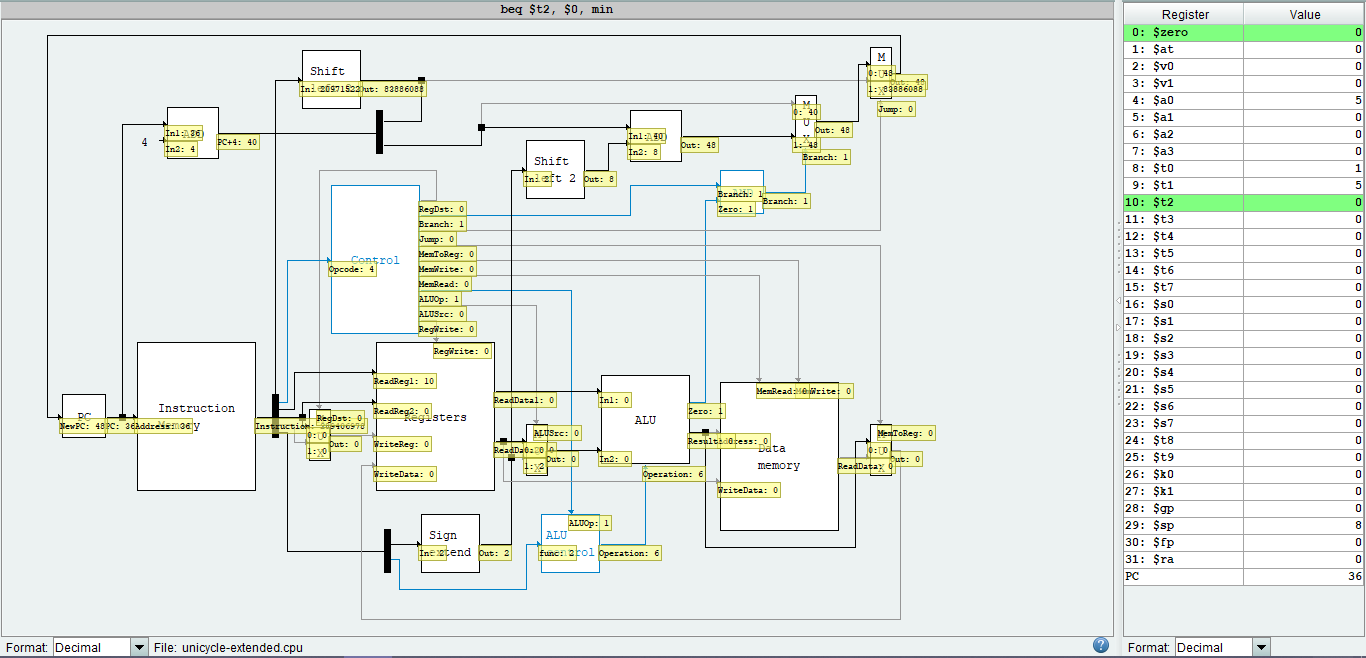 beq $t2, $0, min
Shift
In: 20971522
Out: 83886088
M
0: 48
1: 83886088
Out: 48
Jump: 0
4
In1: 36
In2: 4
PC+4: 40
M
0: 40
U
1: 48
Out: 48
Branch: 1
In1: 40
In2: 8
Out: 48
Shift
left 2
In: 2
Out: 8
Branch: 1
Zero: 1
Branch: 1
Control
Opcode: 4
RegDst: 0
Branch: 1
Jump: 0
MemToReg: 0
MemWrite: 0
MemRead: 0
ALUOp: 1
ALUSrc: 0
RegWrite: 0
RegWrite: 0
PC
NewPC: 48
PC: 36
Instruction
Address: 36
Instruction:
RegDst: 0
0: 0
1: 0
Out: 0
ReadReg1: 10
ReadReg2: 0
Registers
WriteReg: 0
WriteData: 0
ReadData1: 0
ALUSrc: 0
1: 2
Out: 0
In1: 0
ALU
In2: 0
Zero: 1
Operation: 6
MemRead: 0
MemWrite: 0
Data
memory
WriteData: 0
ReadData: 0
MemToReg: 0
0: 0
1: 0
Out: 0
Sign
extend
In: 2
Out: 2
ALUOp: 1
ALU
control
func: 2
Operation: 6
Format: Decimal File: unicycle-extended.cpu
?
Register Value
0: $zero 0
1: $at 0
2: $v0 0
3: $v1 0
4: $a0 5
5: $a1 0
6: $a2 0
7: $a3 0
8: $t0 1
9: $t1 5
10: $t2 0
11: $t3 0
12: $t4 0
13: $t5 0
14: $t6 0
15: $t7 0
16: $s0 0
17: $s1 0
18: $s2 0
19: $s3 0
20: $s4 0
21: $s5 0
22: $s6 0
23: $s7 0
24: $t8 0
25: $t9 0
26: $k0 0
27: $k1 0
28: $gp 0
29: $sp 8
30: $fp 0
31: $ra 0
PC 36
Format: Decimal